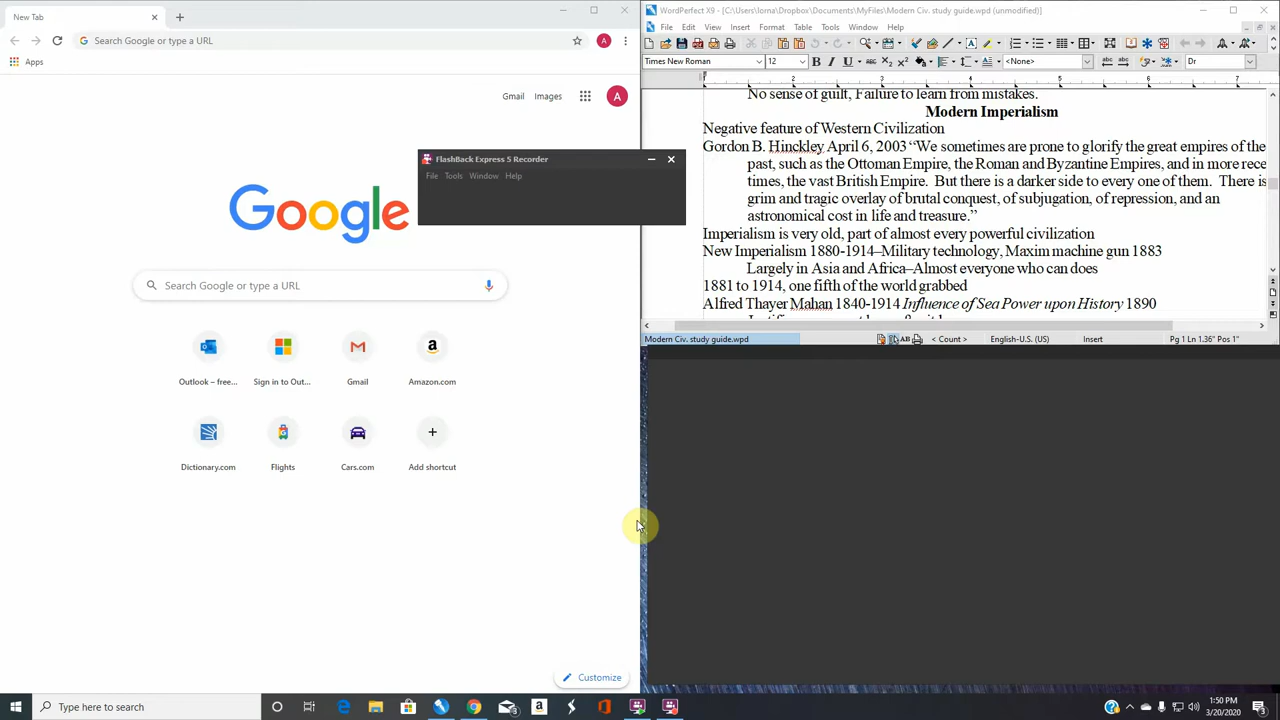 New Tab
Search Google or type a URL
A
Apps
Gmail
Images
A
Google
Search Google or type a URL
Outlook – free...
Sign in to Out...
Gmail
Amazon.com
Dictionary.com
Flights
Cars.com
Add shortcut
Customize
FlashBack Express 5 Recorder
File Tools Window Help
WordPerfect X9 - [C:\Users\lorna\Dropbox\Documents\MyFiles\Modern Civ. study guide.wpd (unmodified)]
File Edit View Insert Format Table Tools Window Help
Times New Roman
12
<None>
Dr
2 3 4 5 6 7
No sense of guilt, Failure to learn from mistakes.
Modern Imperialism
Negative feature of Western Civilization
Gordon B. Hinckley April 6, 2003 “We sometimes are prone to glorify the great empires of the
past, such as the Ottoman Empire, the Roman and Byzantine Empires, and in more rece
times, the vast British Empire. But there is a darker side to every one of them. There is
grim and tragic overlay of brutal conquest, of subjugation, of repression, and an
astronomical cost in life and treasure.”
Imperialism is very old, part of almost every powerful civilization
New Imperialism 1880-1914–Military technology, Maxim machine gun 1883
Largely in Asia and Africa–Almost everyone who can does
1881 to 1914, one fifth of the world grabbed
Alfred Thayer Mahan 1840-1914 Influence of Sea Power upon History 1890
Modern Civ. study guide.wpd
AB
< Count >
English-U.S. (US)
Insert
Pg 1 Ln 1.36" Pos 1"
Type here to search
1:50 PM
3/20/2020